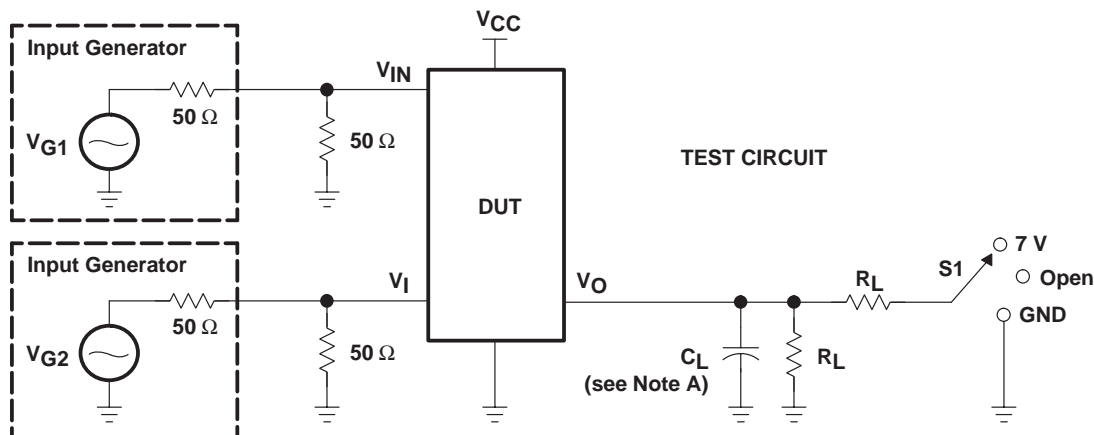 VCC
Input Generator
VIN
50 Ω
VG1
50 Ω
TEST CIRCUIT
DUT
Input Generator
VI
50 Ω
VG2
50 Ω
VO
RL
S1
7 V
Open
GND
CL
(see Note A)
RL